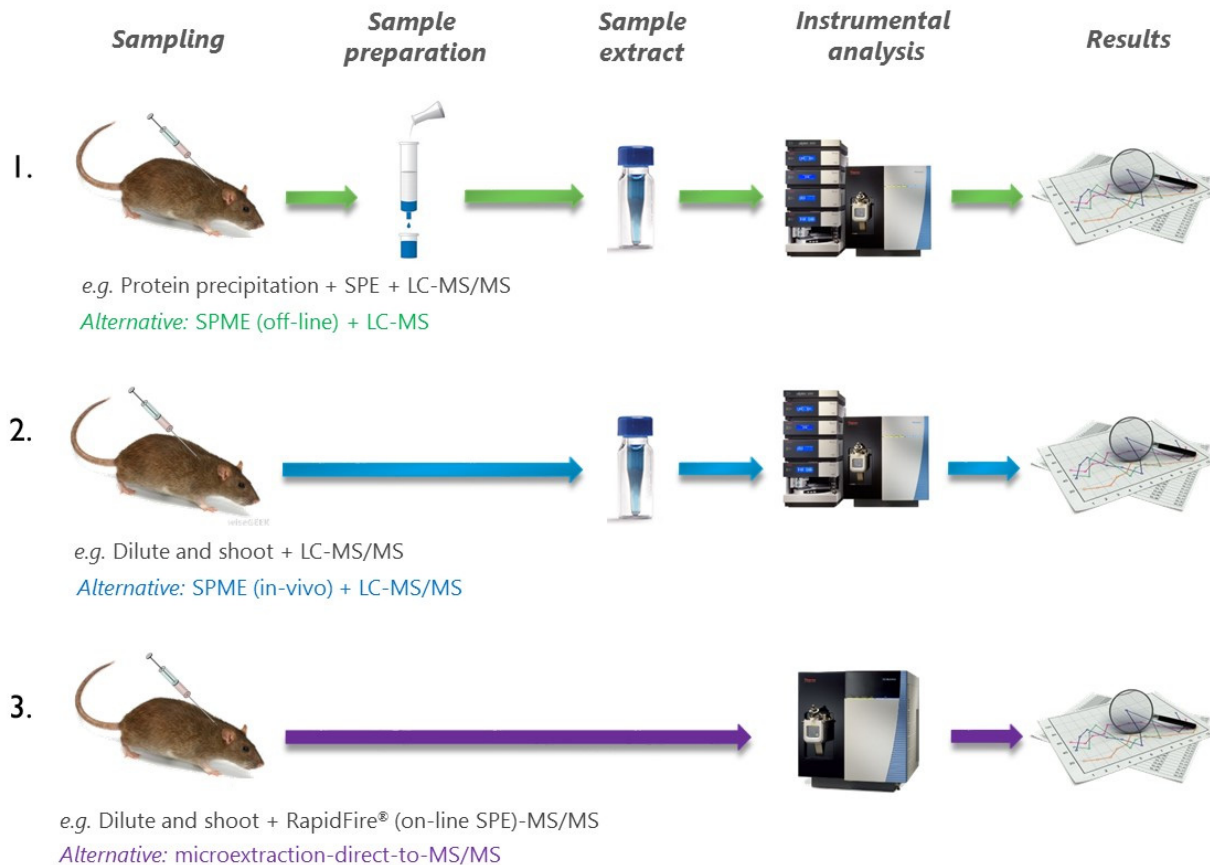 Sampling
Sample preparation
Sample extract
Instrumental analysis
Results
1.
e.g. Protein precipitation + SPE + LC-MS/MS
Alternative: SPME (off-line) + LC-MS
2.
e.g. Dilute and shoot + LC-MS/MS
Alternative: SPME (in-vivo) + LC-MS/MS
3.
e.g. Dilute and shoot + RapidFire® (on-line SPE)-MS/MS
Alternative: microextraction-direct-to-MS/MS